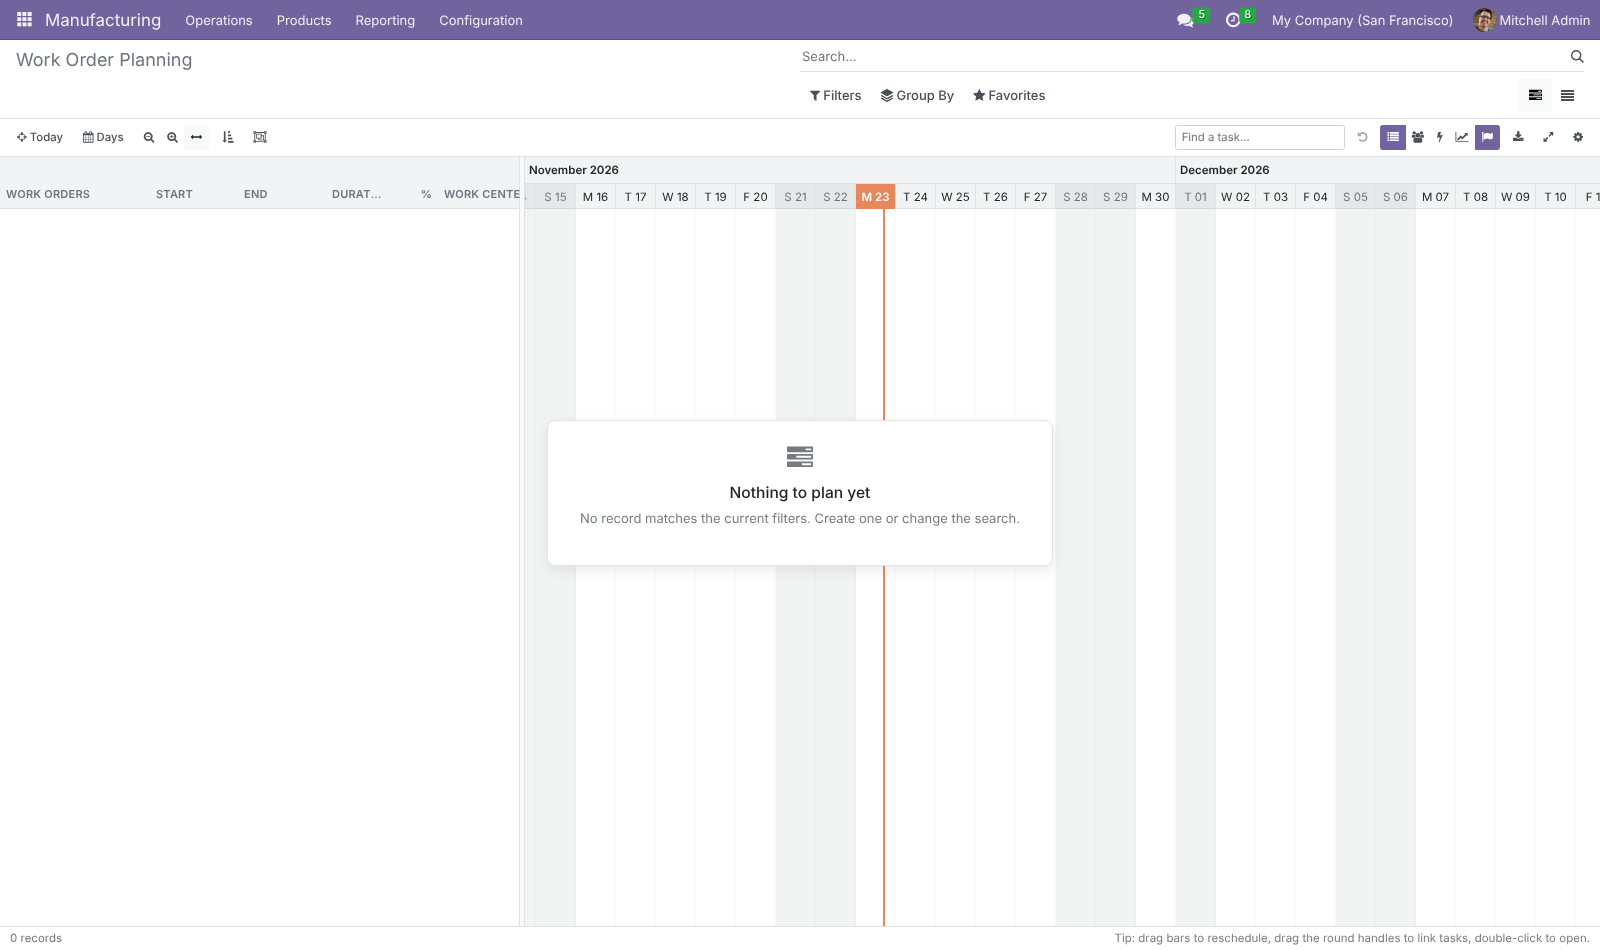 Manufacturing Operations Products Reporting Configuration 5 8 My Company (San Francisco) Mitchell Admin
Work Order Planning
Search...
Filters Group By Favorites
Today Days Find a task...
November 2026 December 2026
WORK ORDERS START END DURAT... % WORK CENTE
S 15 M 16 T 17 W 18 T 19 F 20 S 21 S 22 M 23 T 24 W 25 T 26 F 27 S 28 S 29 M 30 T 01 W 02 T 03 F 04 S 05 S 06 M 07 T 08 W 09 T 10 F 1
Nothing to plan yet
No record matches the current filters. Create one or change the search.
0 records Tip: drag bars to reschedule, drag the round handles to link tasks, double-click to open.